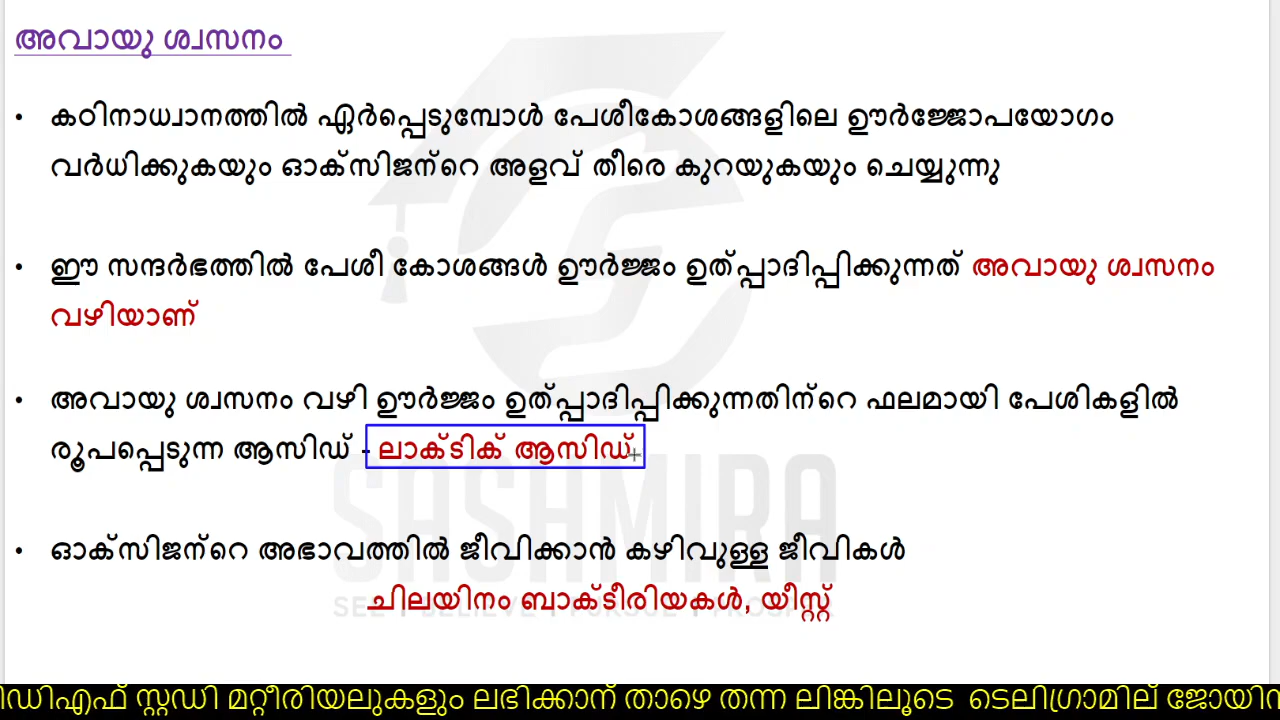 അവായു ശ്വസനം
• കഠിനാധ്വാനത്തിൽ ഏർപ്പെടുമ്പോൾ പേശീകോശങ്ങളിലെ ഊർജ്ജോപയോഗം
വർധിക്കുകയും ഓക്സിജന്റെ അളവ് തീരെ കുറയുകയും ചെയ്യുന്നു
• ഈ സന്ദർഭത്തിൽ പേശീ കോശങ്ങൾ ഊർജ്ജം ഉത്പ്പാദിപ്പിക്കുന്നത് അവായു ശ്വസനം
വഴിയാണ്
• അവായു ശ്വസനം വഴി ഊർജ്ജം ഉത്പ്പാദിപ്പിക്കുന്നതിന്റെ ഫലമായി പേശികളിൽ
രൂപപ്പെടുന്ന ആസിഡ് - ലാക്ടിക് ആസിഡ്
• ഓക്സിജന്റെ അഭാവത്തിൽ ജീവിക്കാൻ കഴിവുള്ള ജീവികൾ
ചിലയിനം ബാക്ടീരിയകൾ, യീസ്റ്റ്
SASHMIRA
ഡിഎഫ് സ്റ്റഡി മറ്റീരിയലുകളും ലഭിക്കാന് താഴെ തന്ന ലിങ്കിലൂടെ ടെലിഗ്രാമില് ജോയിന